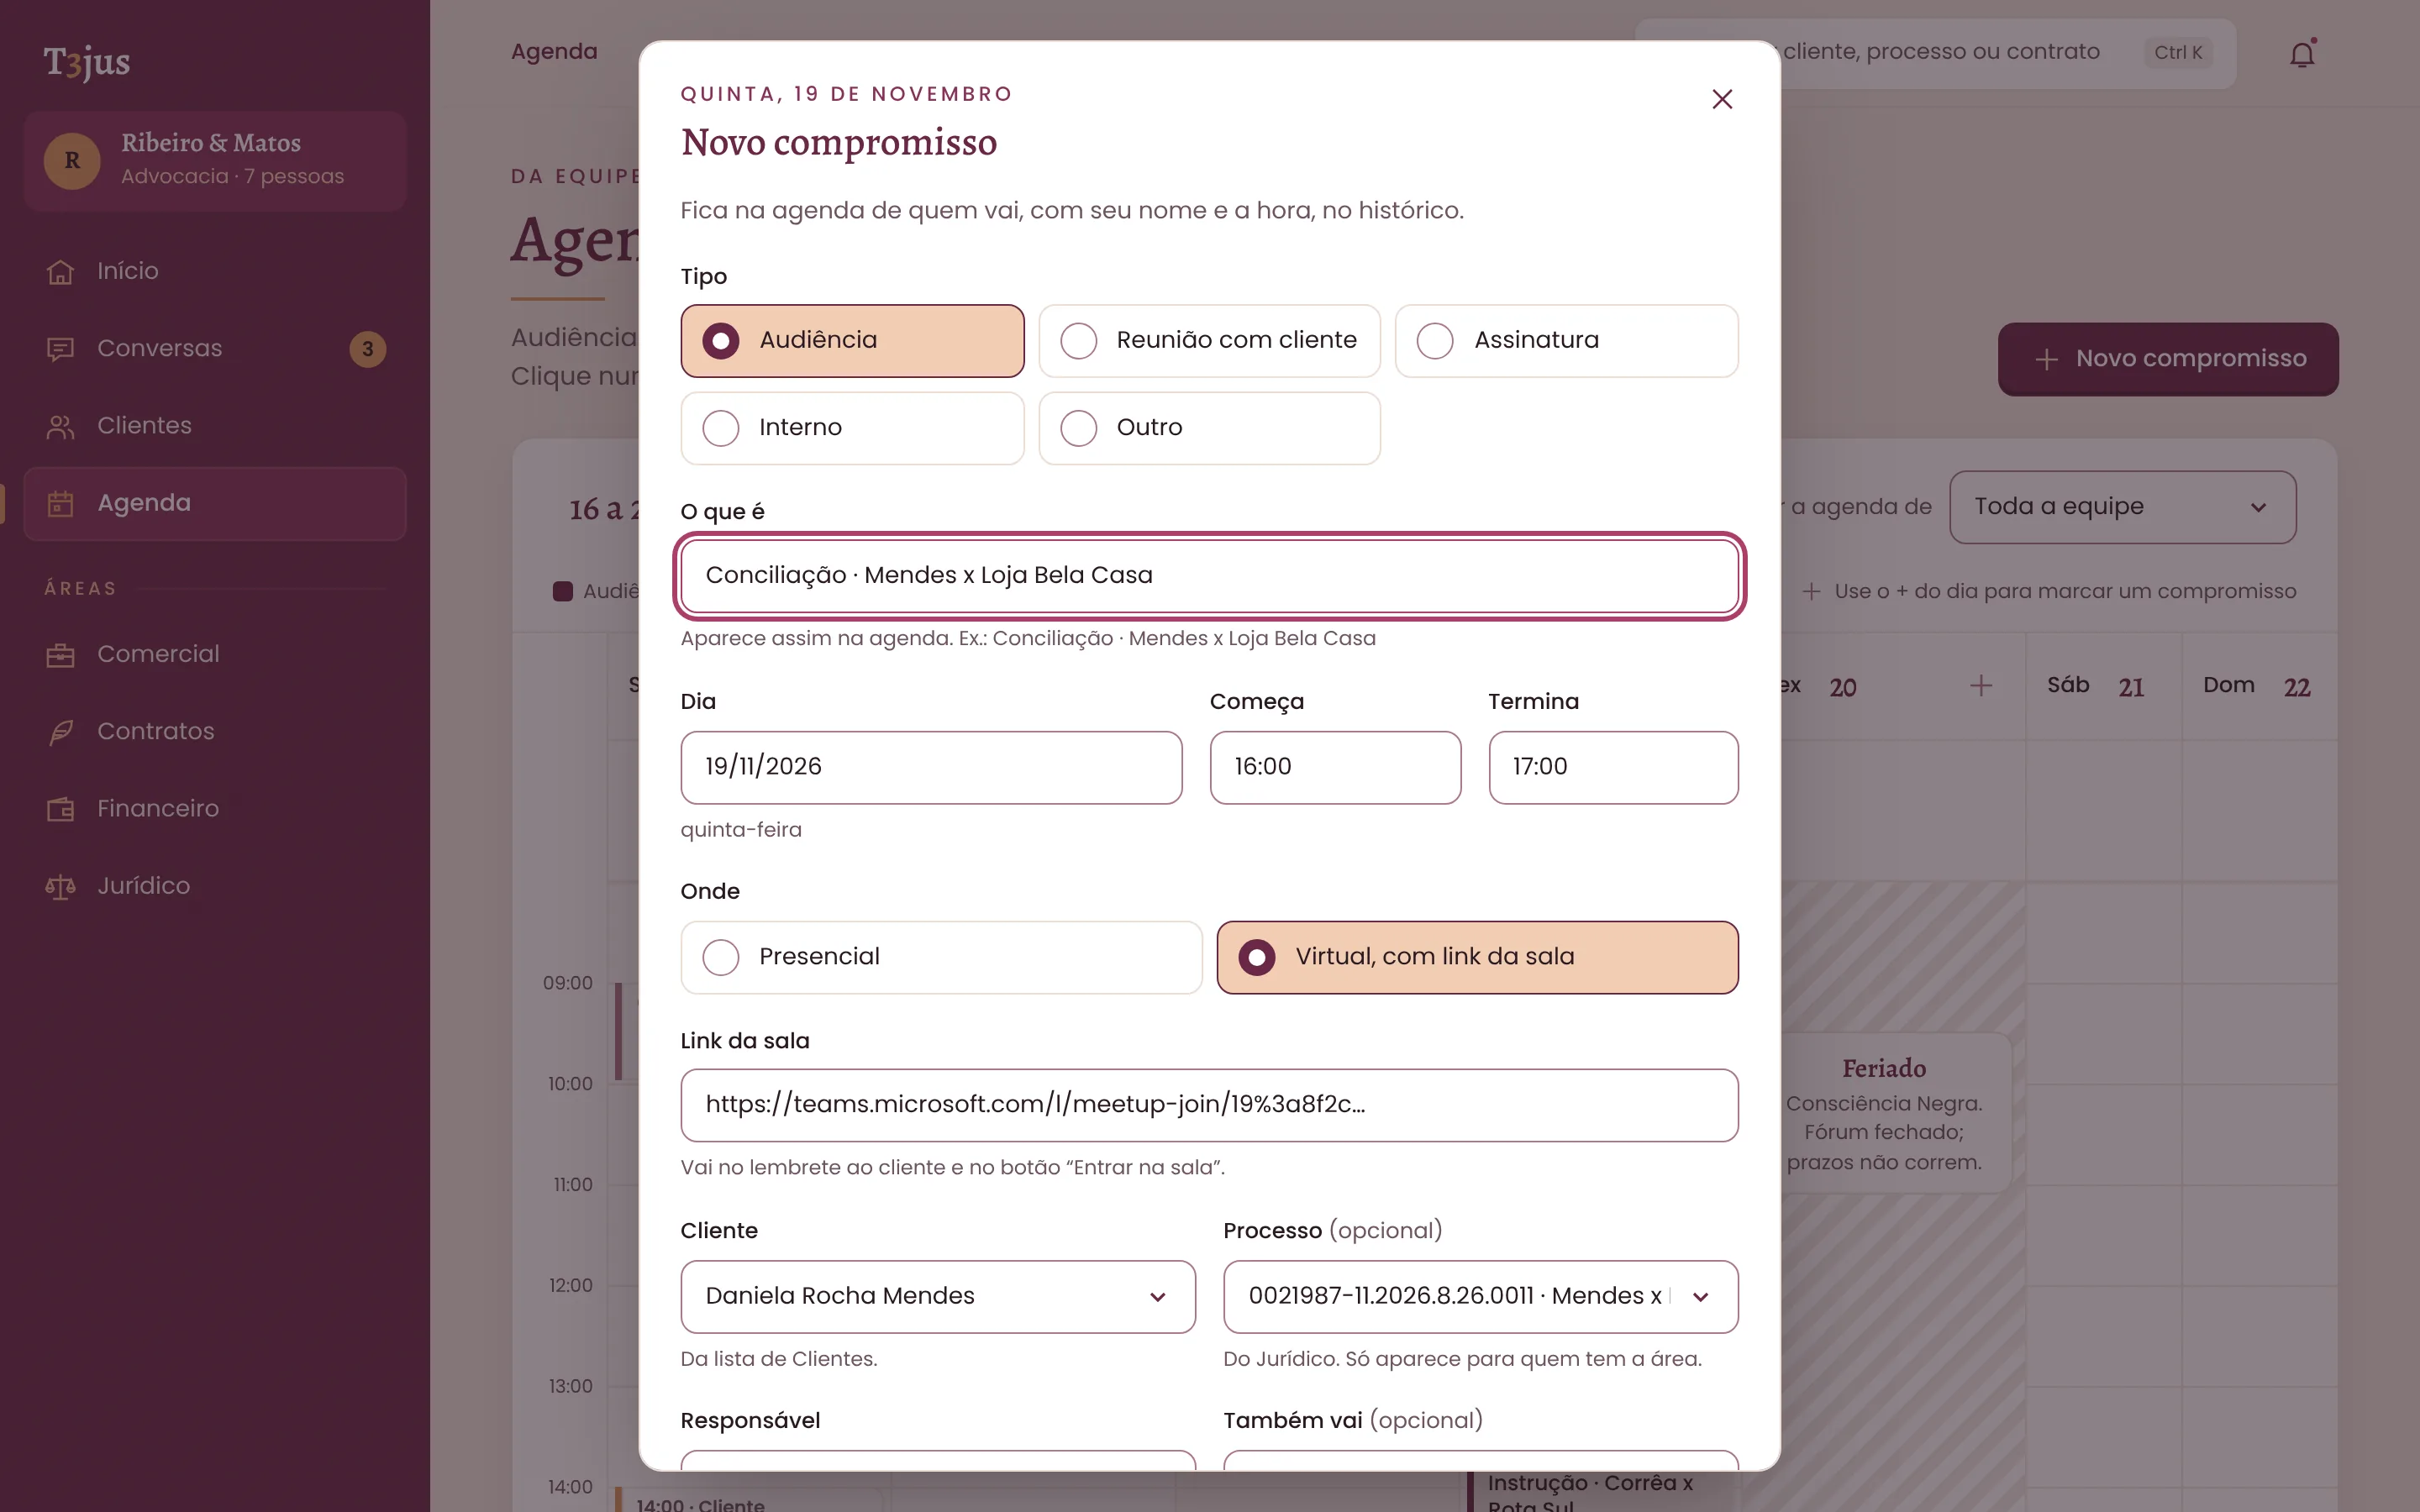 T3jus
Ribeiro & Matos
R
Advocacia · 7 pessoas
Início
Conversas
3
Clientes
Agenda
ÁREAS
Comercial
Contratos
Financeiro
Jurídico
Agenda
cliente, processo ou contrato
Ctrl K
DA EQUIPE
Audiência
Novo compromisso
16 a
a agenda de
Toda a equipe
Use o + do dia para marcar um compromisso
20
Sáb 21
Dom 22
09:00
10:00
11:00
12:00
13:00
14:00
Feriado
Consciência Negra.
Fórum fechado;
prazos não correm.
14:00 · Cliente
Instrução · Corrêa x
Rota Sul
QUINTA, 19 DE NOVEMBRO
Novo compromisso
Fica na agenda de quem vai, com seu nome e a hora, no histórico.
Tipo
Audiência
Reunião com cliente
Assinatura
Interno
Outro
O que é
Conciliação · Mendes x Loja Bela Casa
Aparece assim na agenda. Ex.: Conciliação · Mendes x Loja Bela Casa
Dia
Começa
Termina
19/11/2026
16:00
17:00
quinta-feira
Onde
Presencial
Virtual, com link da sala
Link da sala
https://teams.microsoft.com/l/meetup-join/19%3a8f2c…
Vai no lembrete ao cliente e no botão “Entrar na sala”.
Cliente
Processo (opcional)
Daniela Rocha Mendes
0021987-11.2026.8.26.0011 · Mendes x
Da lista de Clientes.
Do Jurídico. Só aparece para quem tem a área.
Responsável
Também vai (opcional)